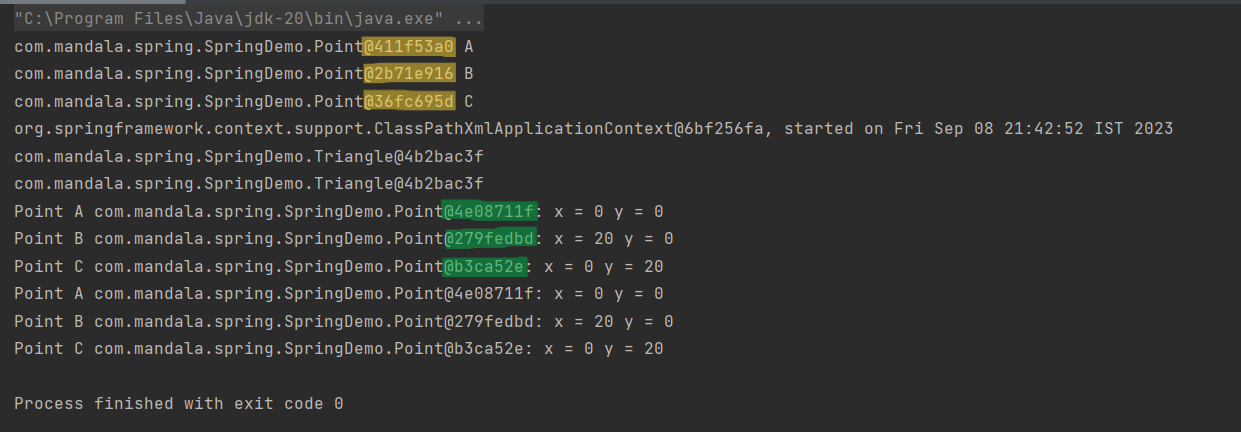 "C:\Program Files\Java\jdk-20\bin\java.exe" ...
com.mandala.spring.SpringDemo.Point@411f53a0 A
com.mandala.spring.SpringDemo.Point@2b71e916 B
com.mandala.spring.SpringDemo.Point@36fc695d C
org.springframework.context.support.ClassPathXmlApplicationContext@6bf256fa, started on Fri Sep 08 21:42:52 IST 2023
com.mandala.spring.SpringDemo.Triangle@4b2bac3f
com.mandala.spring.SpringDemo.Triangle@4b2bac3f
Point A com.mandala.spring.SpringDemo.Point@4e08711f: x = 0 y = 0
Point B com.mandala.spring.SpringDemo.Point@279fedbd: x = 20 y = 0
Point C com.mandala.spring.SpringDemo.Point@b3ca52e: x = 0 y = 20
Point A com.mandala.spring.SpringDemo.Point@4e08711f: x = 0 y = 0
Point B com.mandala.spring.SpringDemo.Point@279fedbd: x = 20 y = 0
Point C com.mandala.spring.SpringDemo.Point@b3ca52e: x = 0 y = 20
Process finished with exit code 0